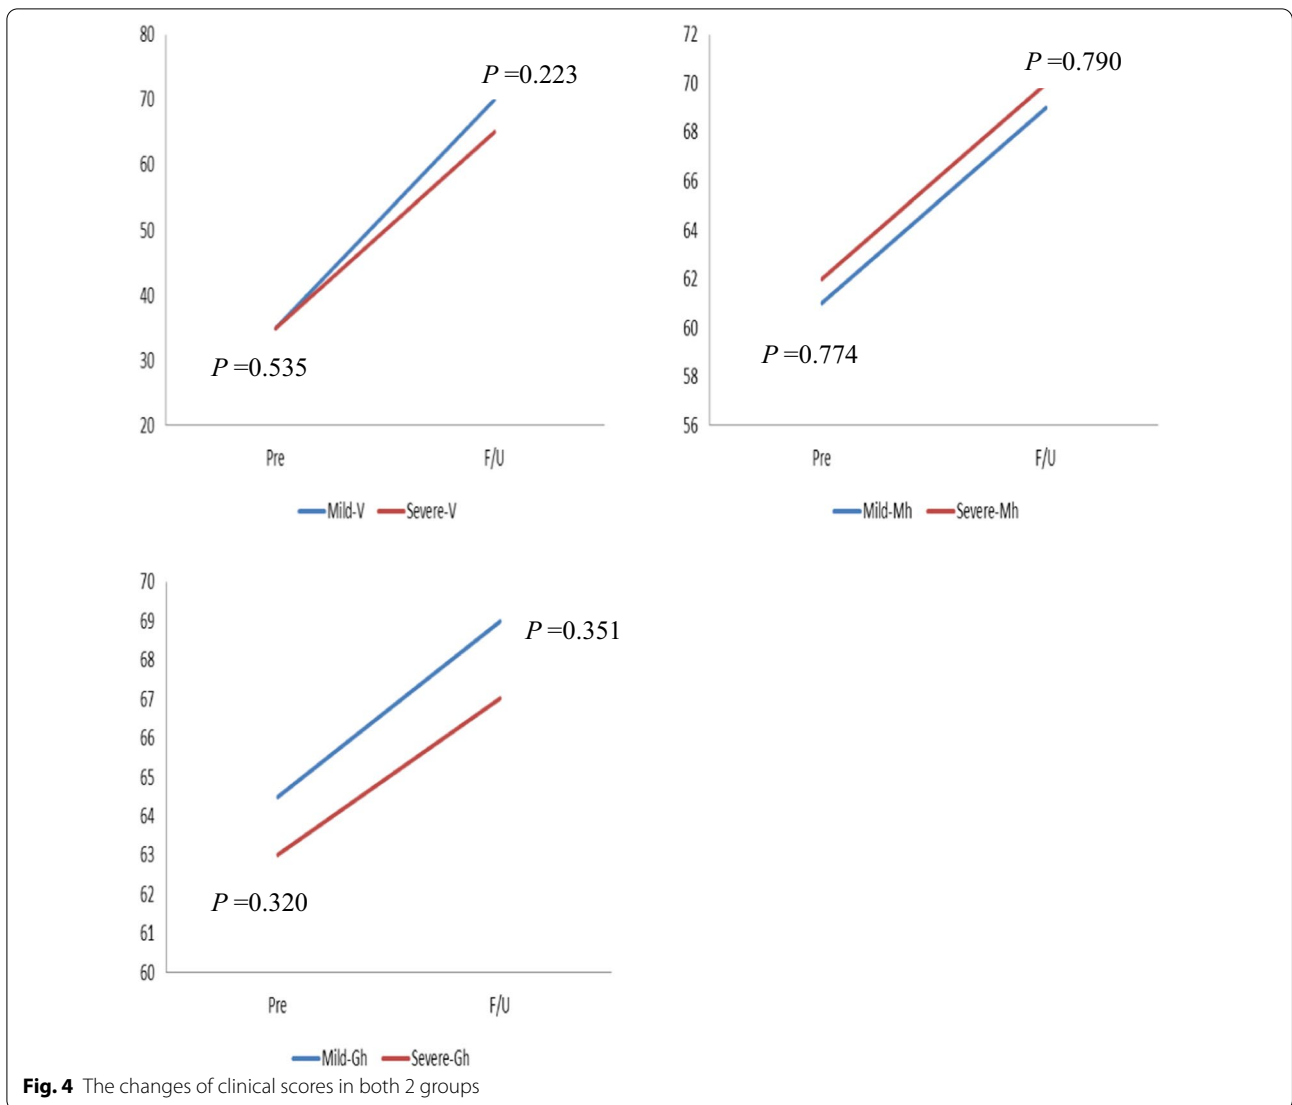 80
70
60
50
40
30
20
P =0.223
P =0.535
Pre F/U
Mild-V Severe-V
72
70
68
66
64
62
60
58
56
P =0.790
P =0.774
Pre F/U
Mild-Mh Severe-Mh
70
69
68
67
66
65
64
63
62
61
60
P =0.351
P =0.320
Pre F/U
Mild-Gh Severe-Gh
Fig. 4 The changes of clinical scores in both 2 groups